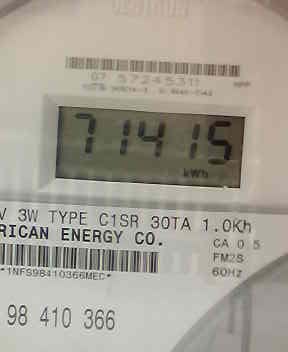 CENTRON
07 57245311
71415
kWh
V 3W TYPE C1SR 30TA 1.0Kh
RICAN ENERGY CO.
CA 0.5
FM2S
60Hz
*1NFS98410366MEC*
98 410 366